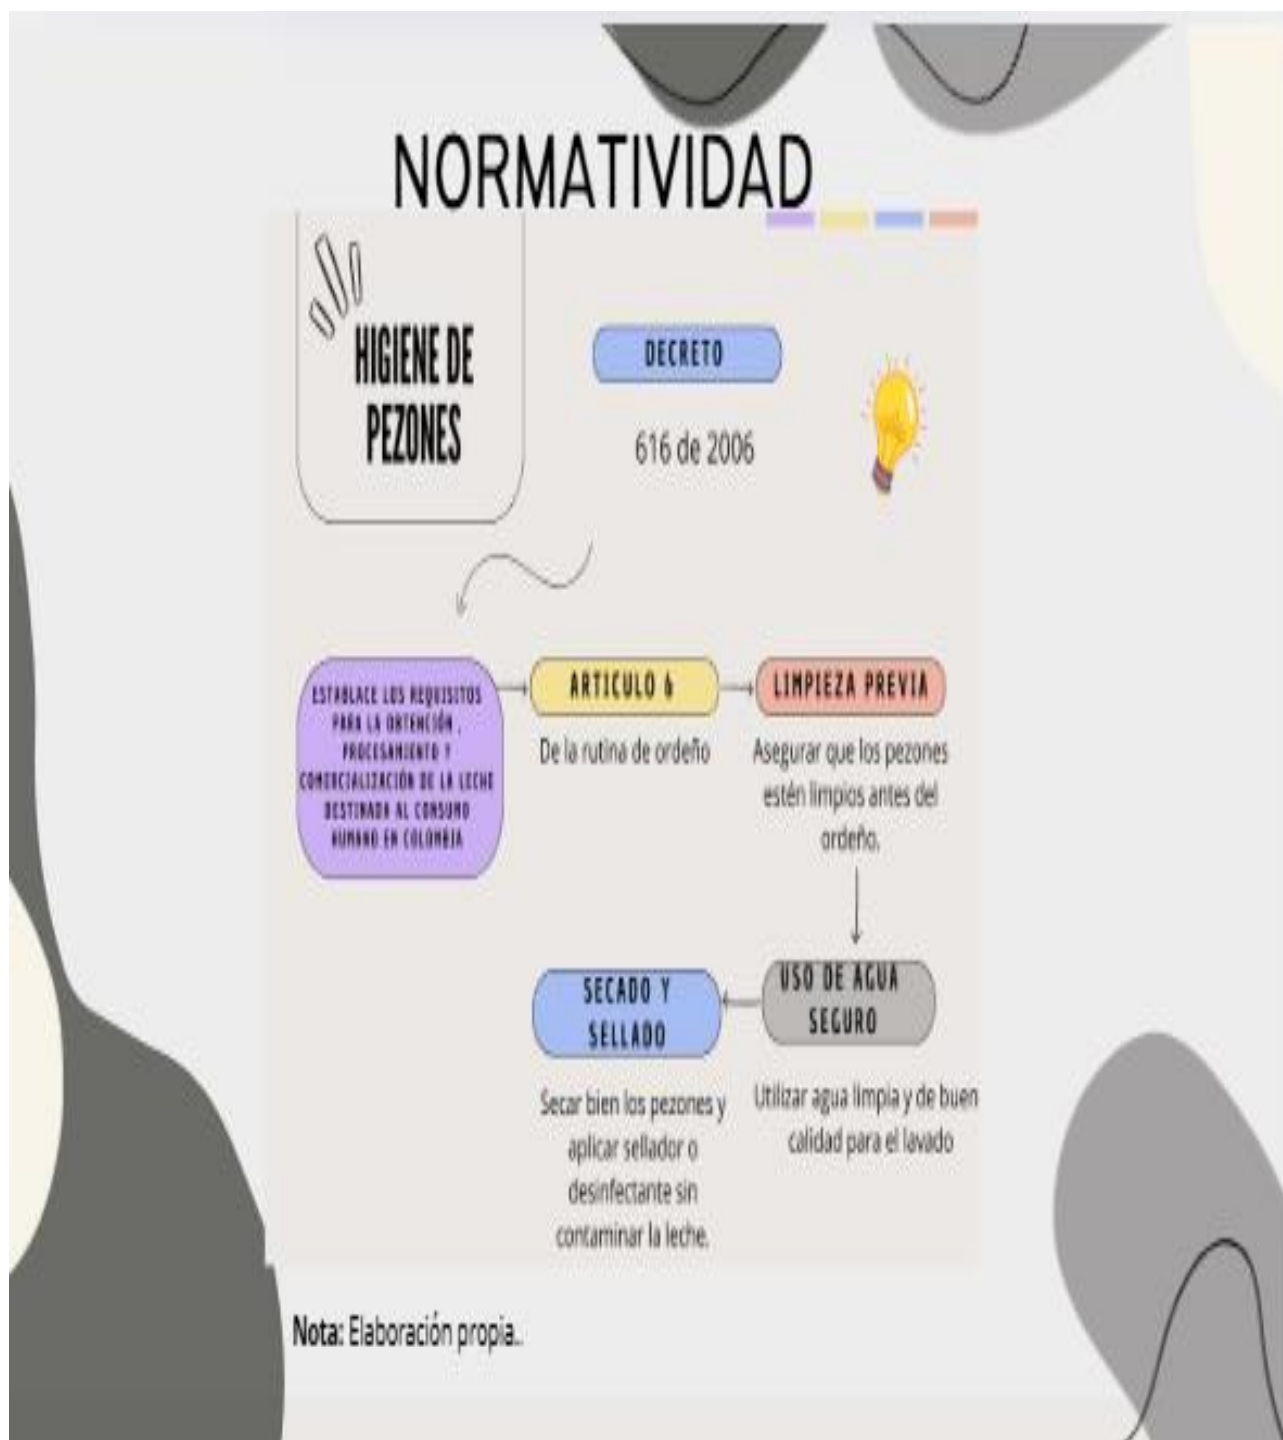 NORMATIVIDAD
HIGIENE DE
PEZONES
DECRETO
616 de 2006
ESTABLACE LOS REQUISITOS
PARA LA OBTENCIÓN ,
PROCESAMIENTO Y
COMERCIALIZACIÓN DE LA LECHE
DESTINADA AL CONSUMO
HUMANO EN COLOMBIA
ARTICULO 6
De la rutina de ordeño
LIMPIEZA PREVIA
Asegurar que los pezones
estén limpios antes del
ordeño.
USO DE AGUA
SEGURO
Utilizar agua limpia y de buen
calidad para el lavado
SECADO Y
SELLADO
Secar bien los pezones y
aplicar sellador o
desinfectante sin
contaminar la leche.
Nota: Elaboración propia..